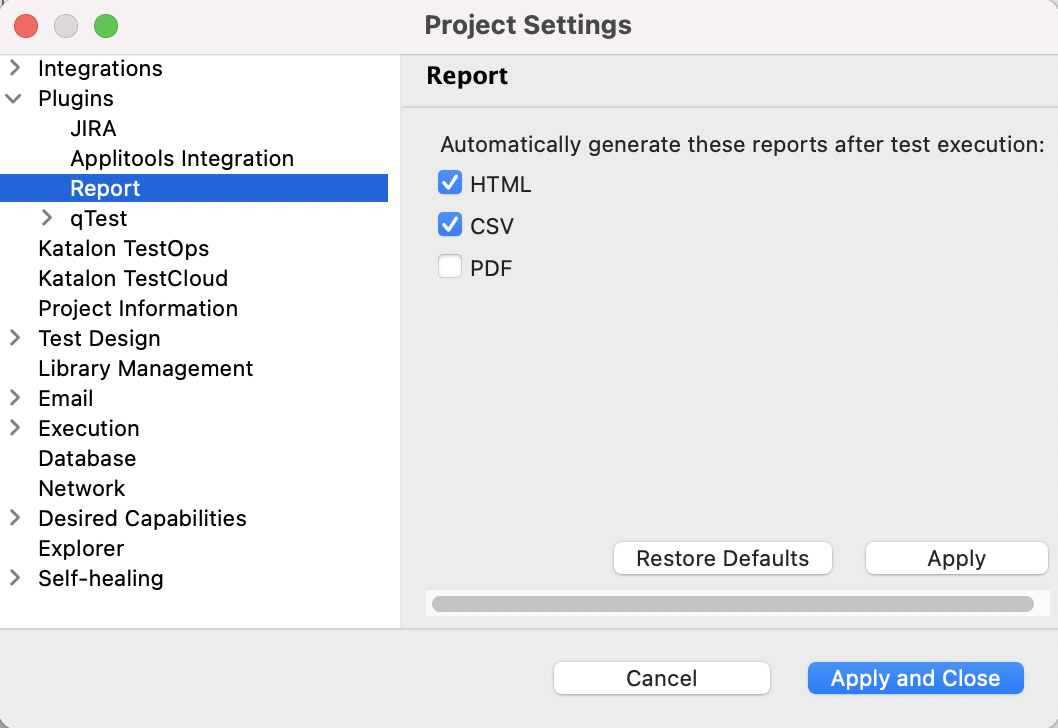 Project Settings
Integrations
Plugins
JIRA
Applitools Integration
Report
qTest
Katalon TestOps
Katalon TestCloud
Project Information
Test Design
Library Management
Email
Execution
Database
Network
Desired Capabilities
Explorer
Self-healing
Report
Automatically generate these reports after test execution:
HTML
CSV
PDF
Restore Defaults
Apply
Cancel
Apply and Close